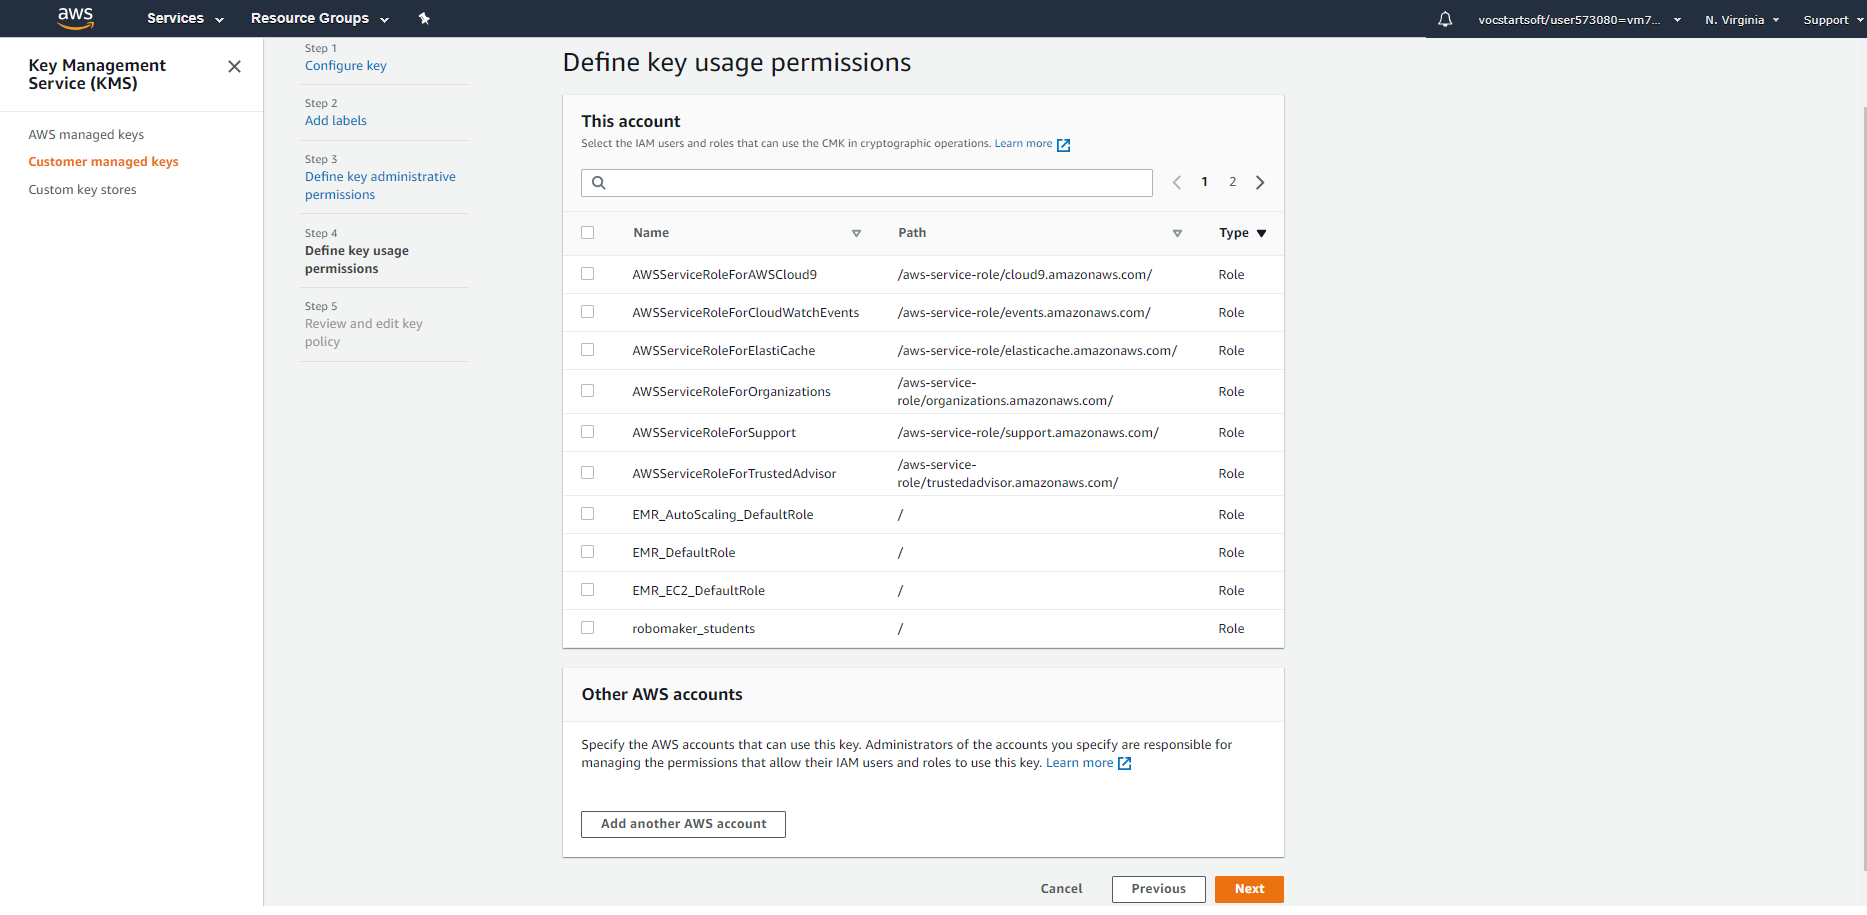 aws
Services
Resource Groups
vocstartsoft/user573080=vm7...
N. Virginia
Support
Key Management
Service (KMS)
AWS managed keys
Customer managed keys
Custom key stores
Step 1
Configure key
Step 2
Add labels
Step 3
Define key administrative
permissions
Step 4
Define key usage
permissions
Step 5
Review and edit key
policy
Define key usage permissions
This account
Select the IAM users and roles that can use the CMK in cryptographic operations. Learn more
1 2
Name Path Type
AWSServiceRoleForAWSCloud9 /aws-service-role/cloud9.amazonaws.com/ Role
AWSServiceRoleForCloudWatchEvents /aws-service-role/events.amazonaws.com/ Role
AWSServiceRoleForElastiCache /aws-service-role/elasticache.amazonaws.com/ Role
AWSServiceRoleForOrganizations /aws-service-
role/organizations.amazonaws.com/ Role
AWSServiceRoleForSupport /aws-service-role/support.amazonaws.com/ Role
AWSServiceRoleForTrustedAdvisor /aws-service-
role/trustedadvisor.amazonaws.com/ Role
EMR_AutoScaling_DefaultRole / Role
EMR_DefaultRole / Role
EMR_EC2_DefaultRole / Role
robomaker_students / Role
Other AWS accounts
Specify the AWS accounts that can use this key. Administrators of the accounts you specify are responsible for
managing the permissions that allow their IAM users and roles to use this key. Learn more
Add another AWS account
Cancel
Previous
Next